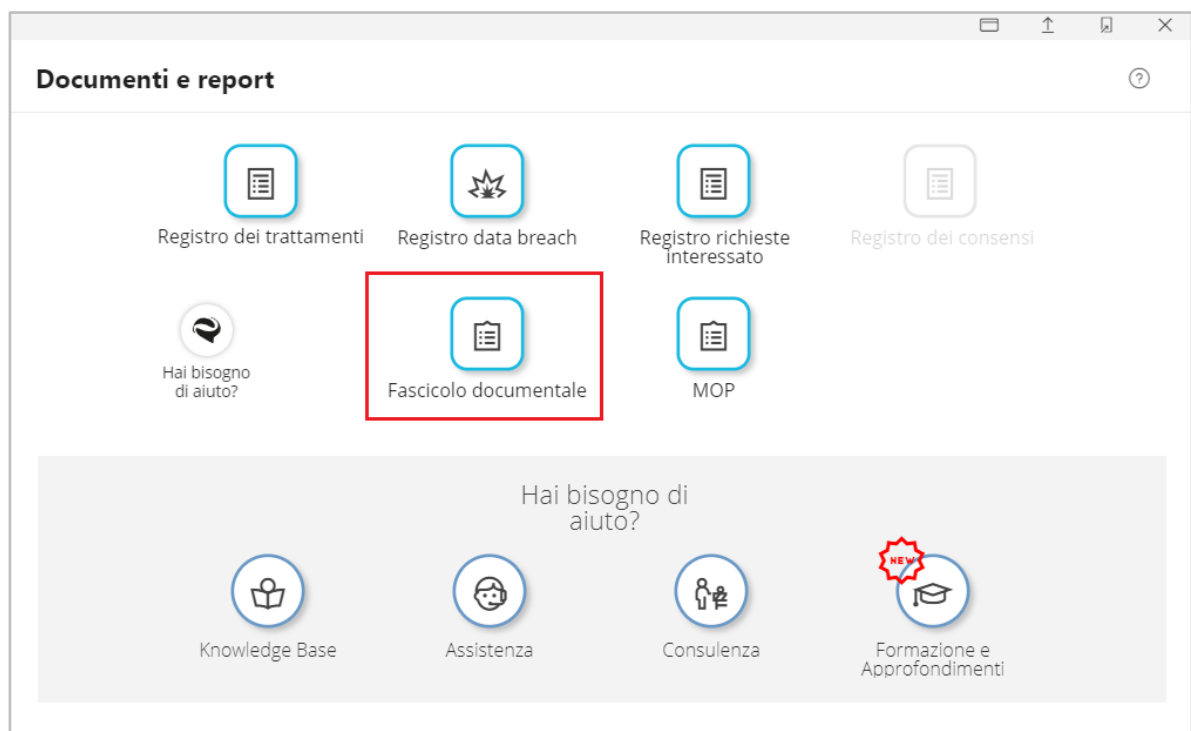 Documenti e report
Registro dei trattamenti
Registro data breach
Registro richieste
interessato
Registro dei consensi
Hai bisogno
di aiuto?
Fascicolo documentale
MOP
Hai bisogno di
aiuto?
NEW
Knowledge Base
Assistenza
Consulenza
Formazione e
Approfondimenti